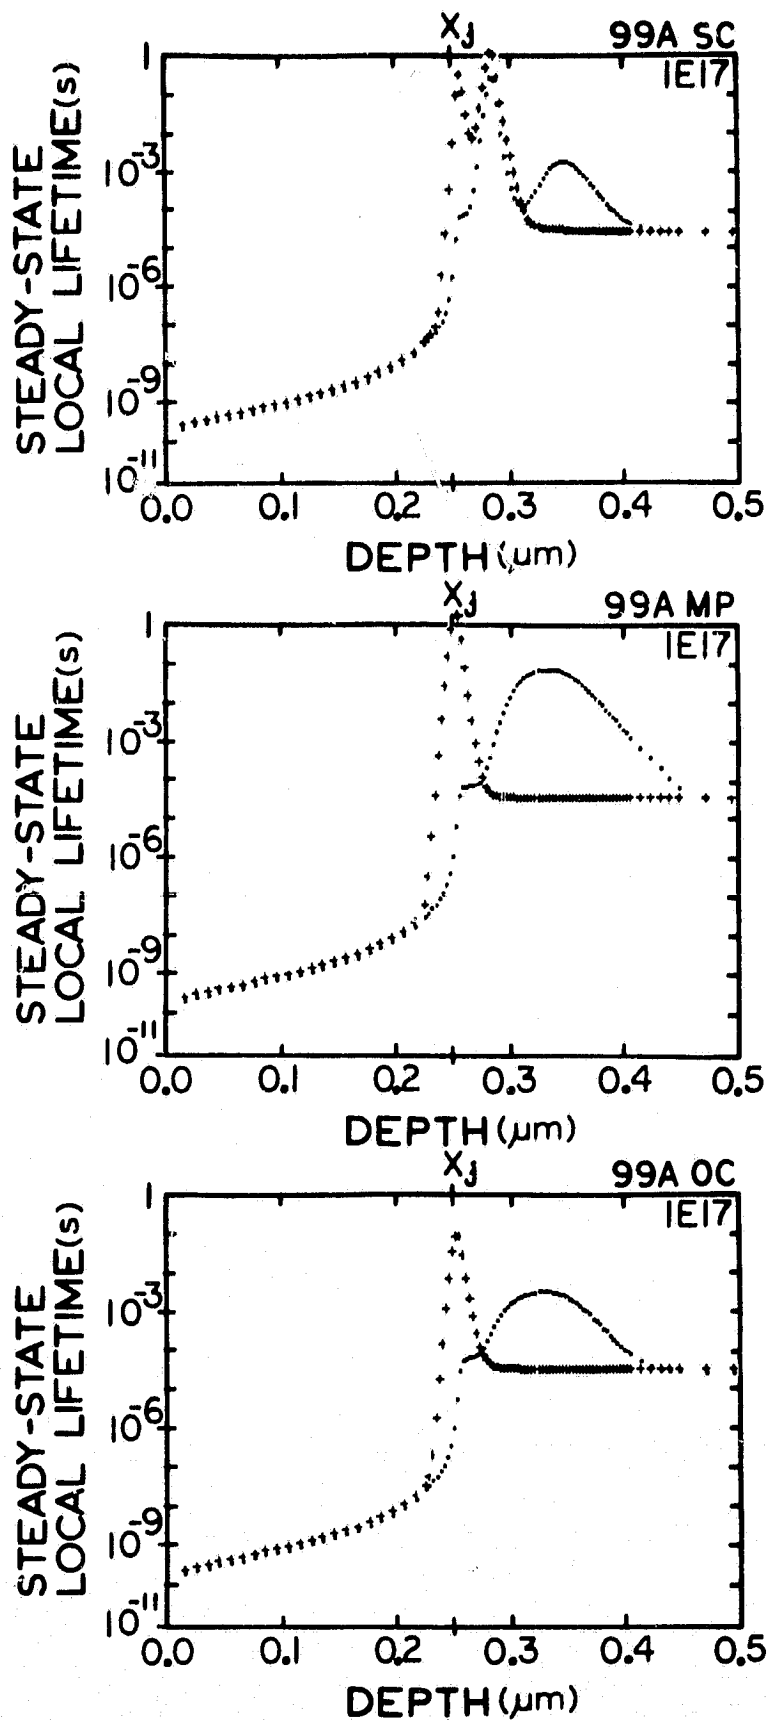 X_j
99A SC
1E17
STEADY-STATE
LOCAL LIFETIME(s)
1
10^-3
10^-6
10^-9
10^-11
0.0 0.1 0.2 0.3 0.4 0.5
DEPTH (μm)
X_j
99A MP
1E17
STEADY-STATE
LOCAL LIFETIME(s)
1
10^-3
10^-6
10^-9
10^-11
0.0 0.1 0.2 0.3 0.4 0.5
DEPTH (μm)
X_j
99A OC
1E17
STEADY-STATE
LOCAL LIFETIME(s)
1
10^-3
10^-6
10^-9
10^-11
0.0 0.1 0.2 0.3 0.4 0.5
DEPTH (μm)